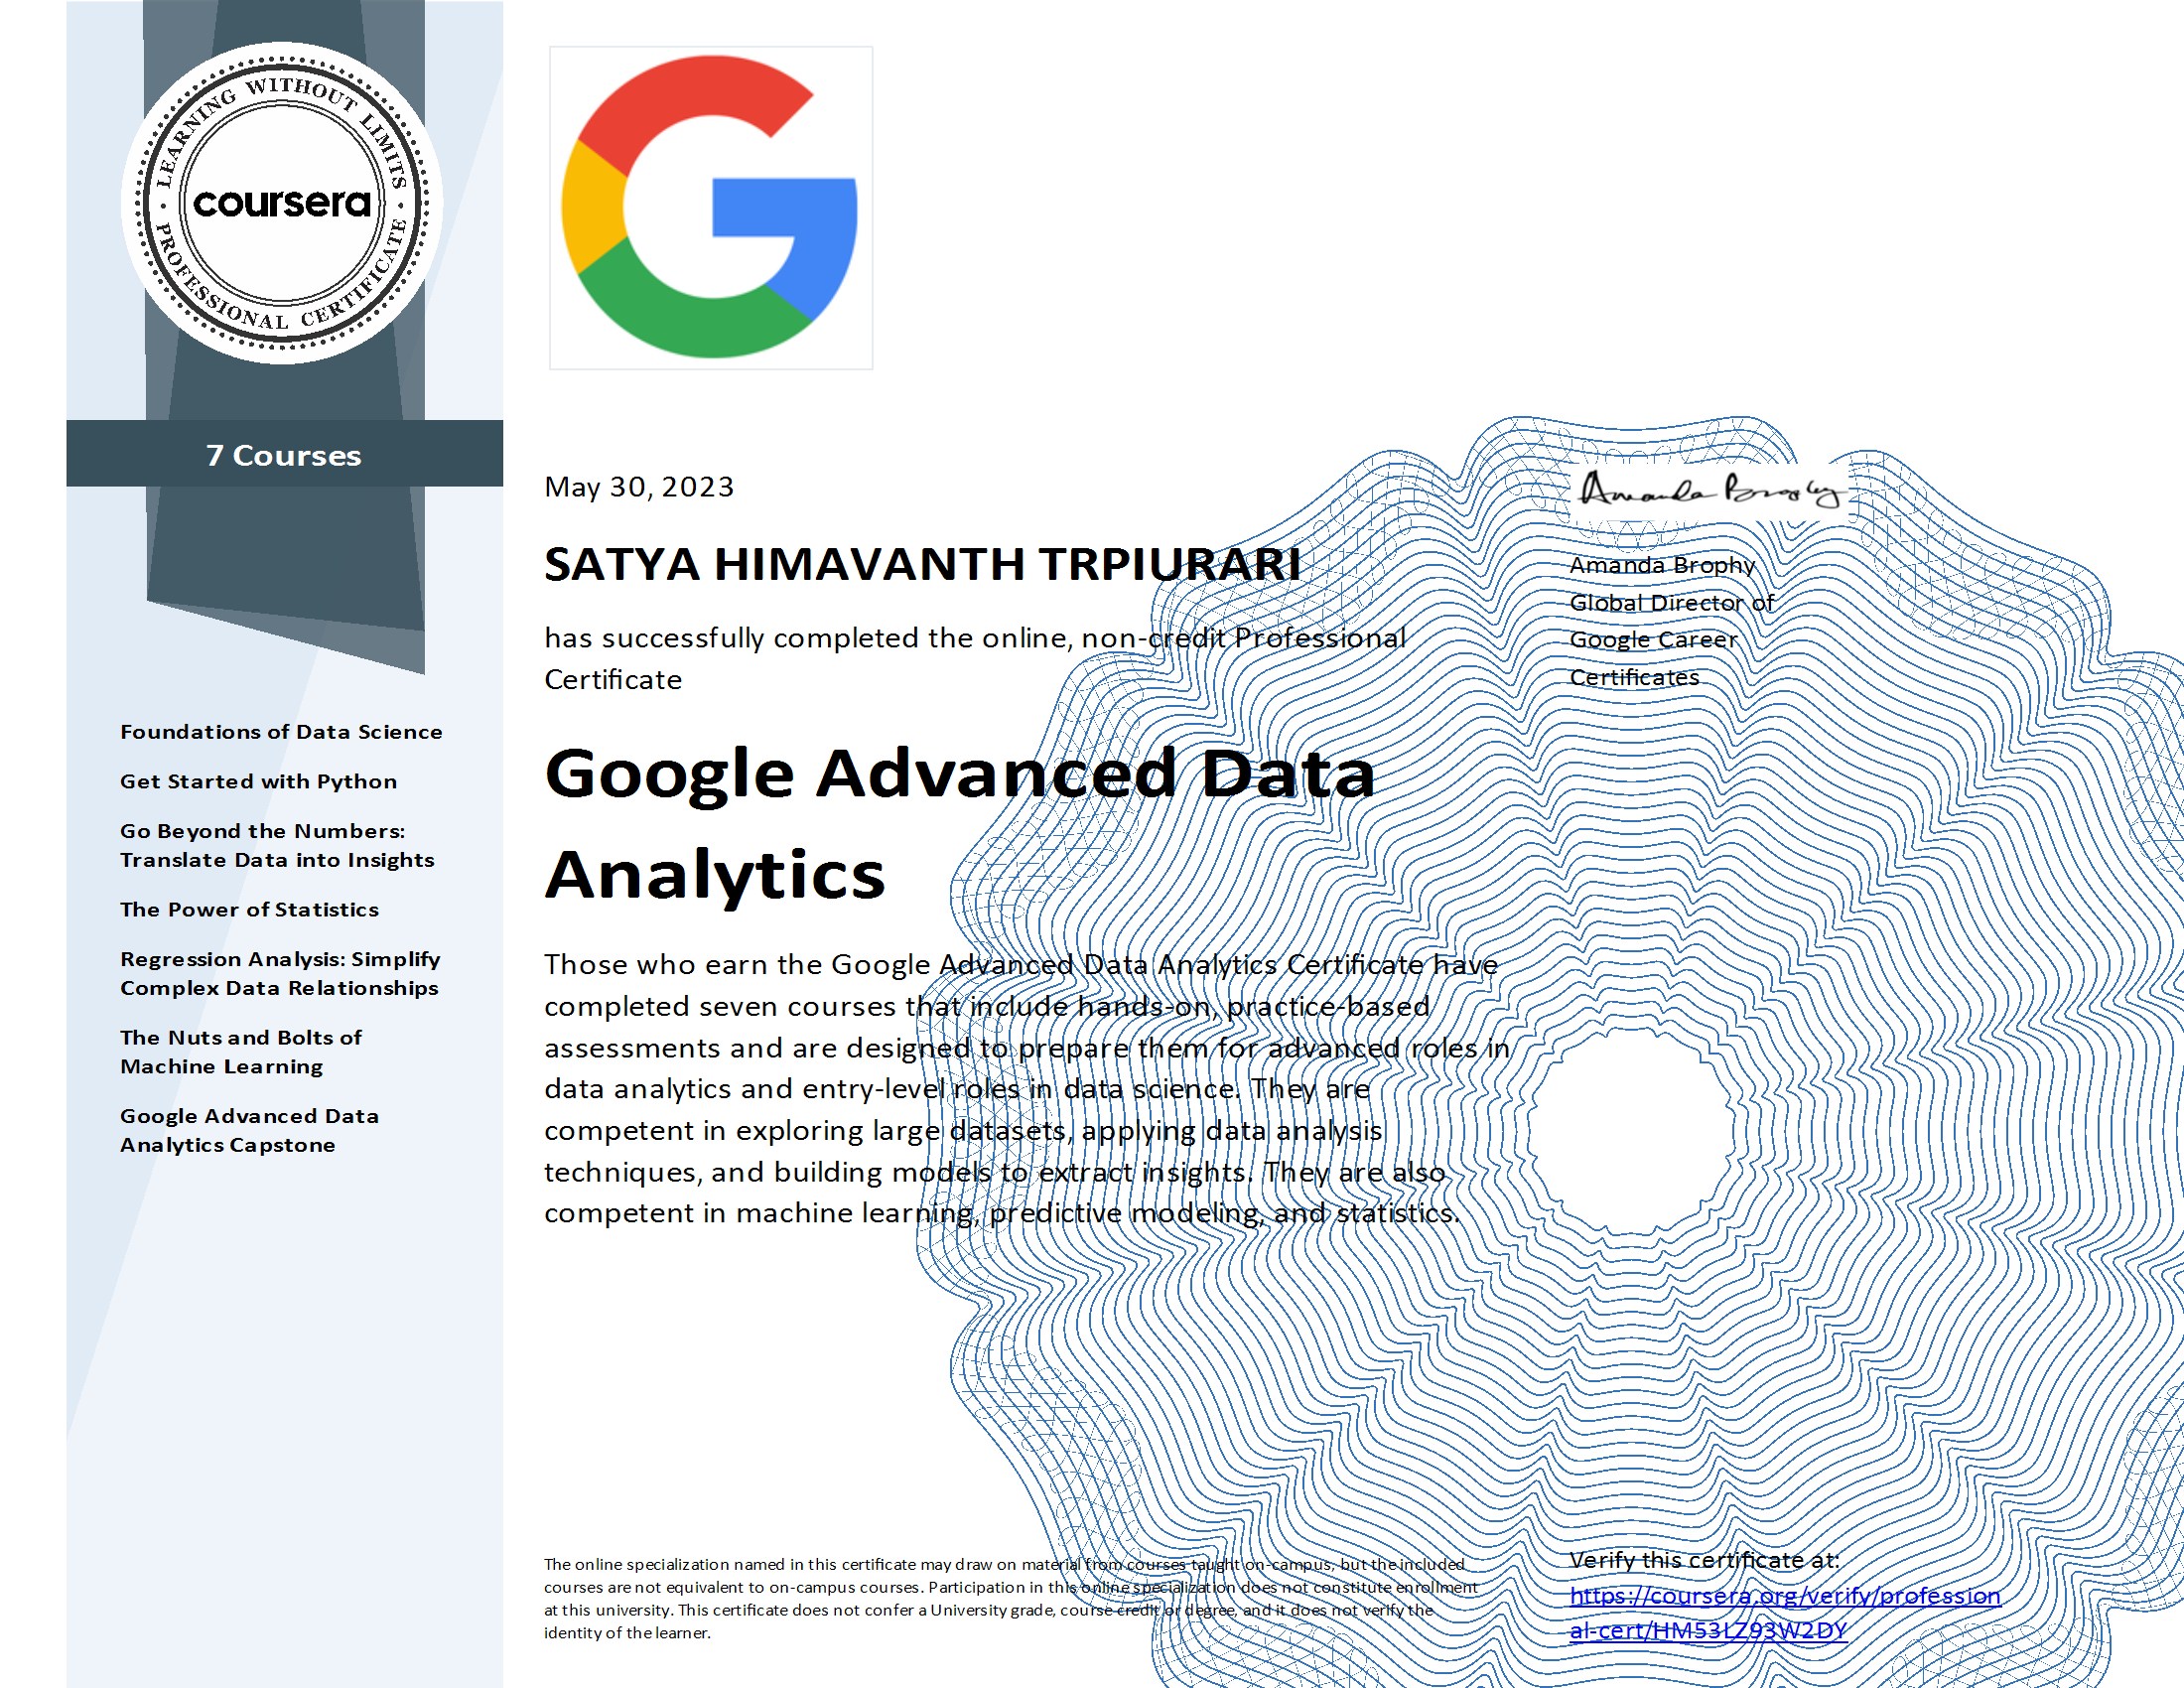 LEARNING WITHOUT LIMITS
coursera
PROFESSIONAL CERTIFICATE
7 Courses
Foundations of Data Science
Get Started with Python
Go Beyond the Numbers:
Translate Data into Insights
The Power of Statistics
Regression Analysis: Simplify
Complex Data Relationships
The Nuts and Bolts of
Machine Learning
Google Advanced Data
Analytics Capstone
G
May 30, 2023
SATYA HIMAVANTH TRPIURARI
has successfully completed the online, non-credit Professional
Certificate
Google Advanced Data
Analytics
Those who earn the Google Advanced Data Analytics Certificate have
completed seven courses that include hands-on, practice-based
assessments and are designed to prepare them for advanced roles in
data analytics and entry-level roles in data science. They are
competent in exploring large datasets, applying data analysis
techniques, and building models to extract insights. They are also
competent in machine learning, predictive modeling, and statistics.
Amanda Brophy
Amanda Brophy
Global Director of
Google Career
Certificates
The online specialization named in this certificate may draw on material from courses taught on-campus, but the included
courses are not equivalent to on-campus courses. Participation in this online specialization does not constitute enrollment
at this university. This certificate does not confer a University grade, course credit or degree, and it does not verify the
identity of the learner.
Verify this certificate at:
https://coursera.org/verify/profession
al-cert/HM53LZ93W2DY